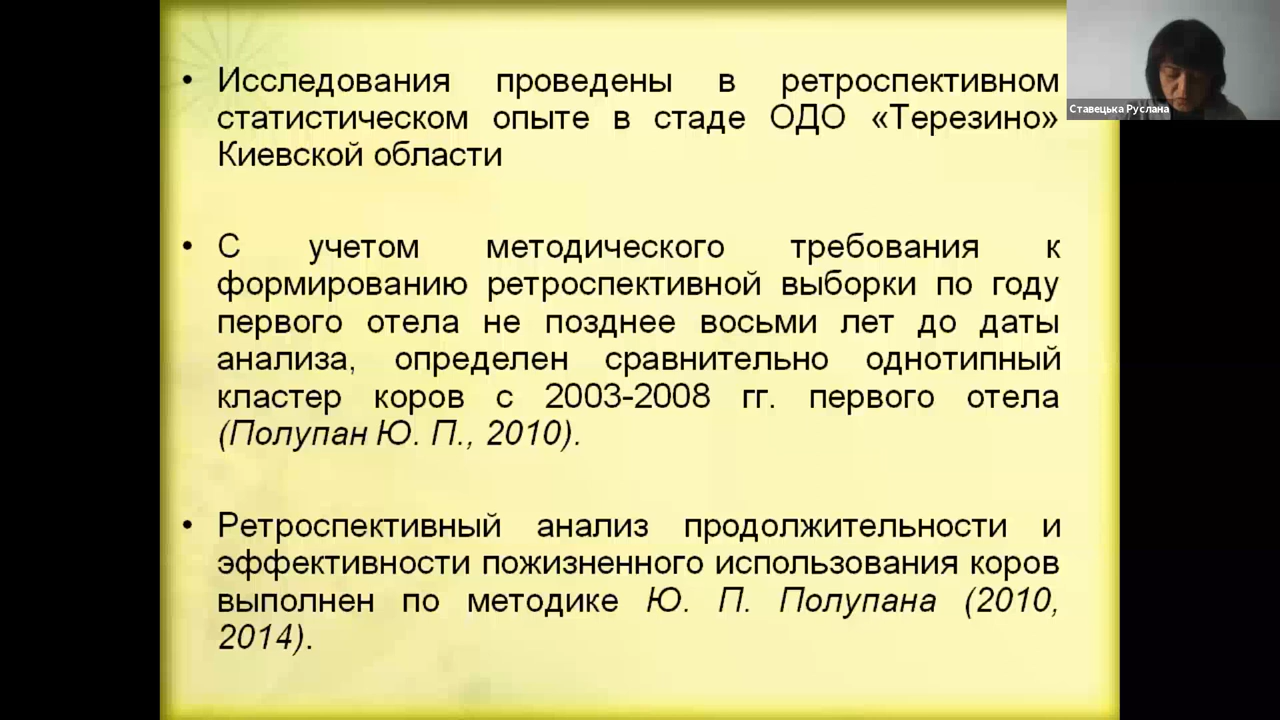 • Исследования проведены в ретроспективном
статистическом опыте в стаде ОДО «Терезино»
Киевской области
• С учетом методического требования к
формированию ретроспективной выборки по году
первого отела не позднее восьми лет до даты
анализа, определен сравнительно однотипный
кластер коров с 2003-2008 гг. первого отела
(Полупан Ю. П., 2010).
• Ретроспективный анализ продолжительности и
эффективности пожизненного использования коров
выполнен по методике Ю. П. Полупана (2010,
2014).
Ставецька Руслана